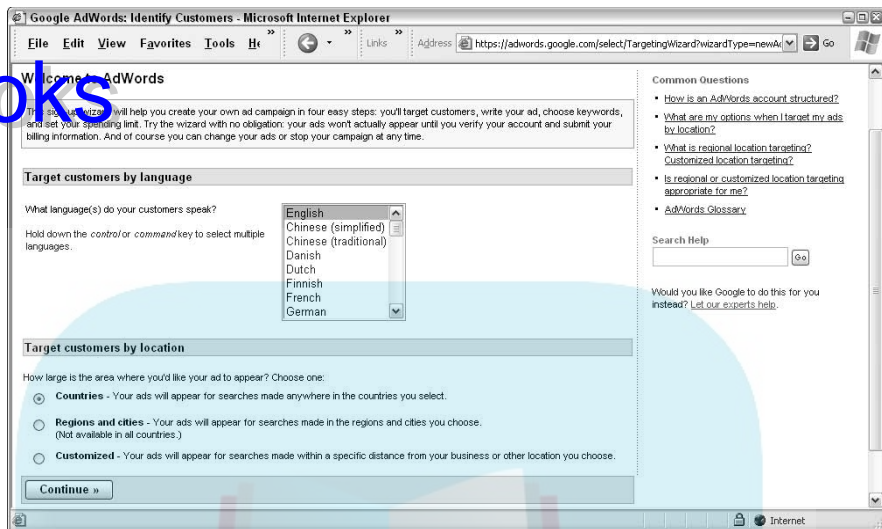 Google AdWords: Identify Customers - Microsoft Internet Explorer
File Edit View Favorites Tools He » » Links » Address https://adwords.google.com/select/TargetingWizard?wizardType=newAc Go
Welcome to AdWords
oks
This sign-up wizard will help you create your own ad campaign in four easy steps: you'll target customers, write your ad, choose keywords,
and set your spending limit. Try the wizard with no obligation: your ads won't actually appear until you verify your account and submit your
billing information. And of course you can change your ads or stop your campaign at any time.
Target customers by language
What language(s) do your customers speak?
Hold down the control or command key to select multiple
languages.
English
Chinese (simplified)
Chinese (traditional)
Danish
Dutch
Finnish
French
German
Target customers by location
How large is the area where you'd like your ad to appear? Choose one:
Countries - Your ads will appear for searches made anywhere in the countries you select.
Regions and cities - Your ads will appear for searches made in the regions and cities you choose.
(Not available in all countries.)
Customized - Your ads will appear for searches made within a specific distance from your business or other location you choose.
Continue »
Common Questions
How is an AdWords account structured?
What are my options when I target my ads
by location?
What is regional location targeting?
Customized location targeting?
Is regional or customized location targeting
appropriate for me?
AdWords Glossary
Search Help
Go
Would you like Google to do this for you
instead? Let our experts help.
Internet